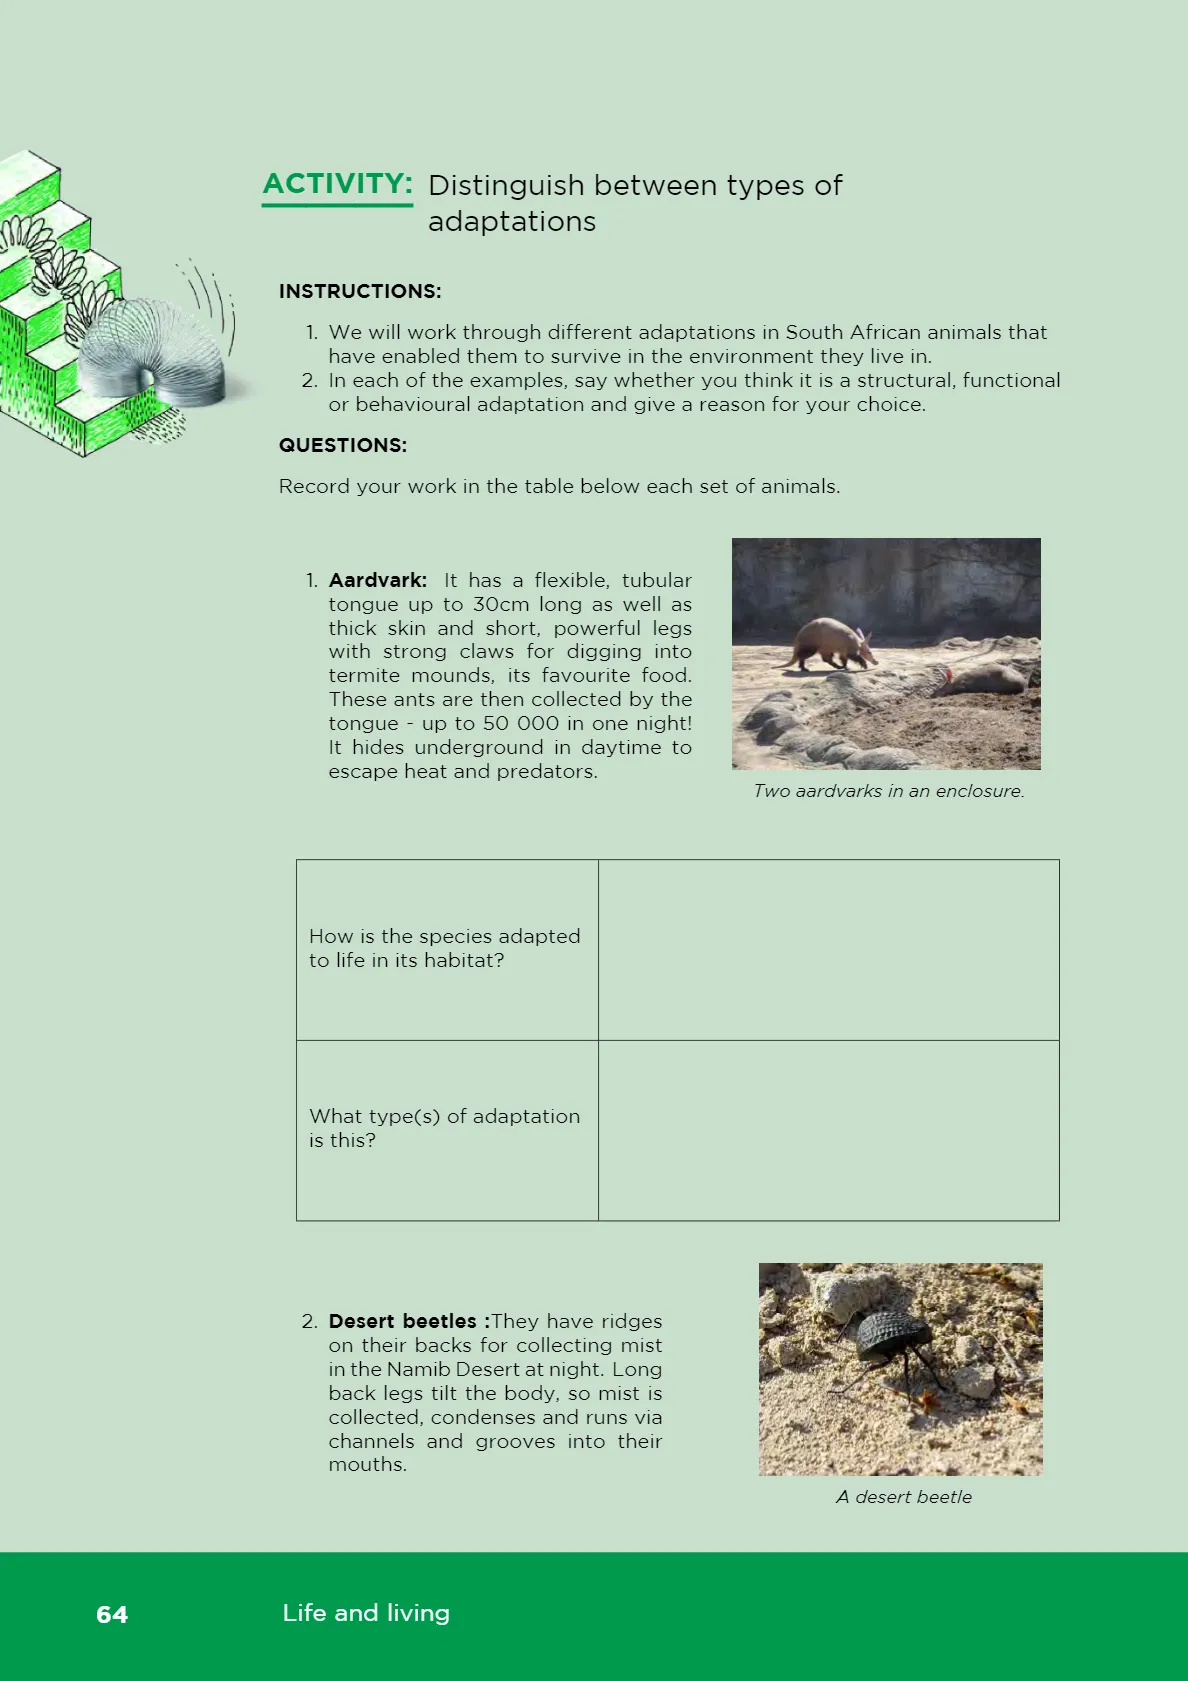 ACTIVITY: Distinguish between types of
adaptations
INSTRUCTIONS:
1. We will work through different adaptations in South African animals that
have enabled them to survive in the environment they live in.
2. In each of the examples, say whether you think it is a structural, functional
or behavioural adaptation and give a reason for your choice.
QUESTIONS:
Record your work in the table below each set of animals.
1. Aardvark: It has a flexible, tubular
tongue up to 30cm long as well as
thick skin and short, powerful legs
with strong claws for digging into
termite mounds, its favourite food.
These ants are then collected by the
tongue - up to 50 000 in one night!
It hides underground in daytime to
escape heat and predators.
Two aardvarks in an enclosure.
How is the species adapted
to life in its habitat?
What type(s) of adaptation
is this?
2. Desert beetles :They have ridges
on their backs for collecting mist
in the Namib Desert at night. Long
back legs tilt the body, so mist is
collected, condenses and runs via
channels and grooves into their
mouths.
A desert beetle
64 Life and living